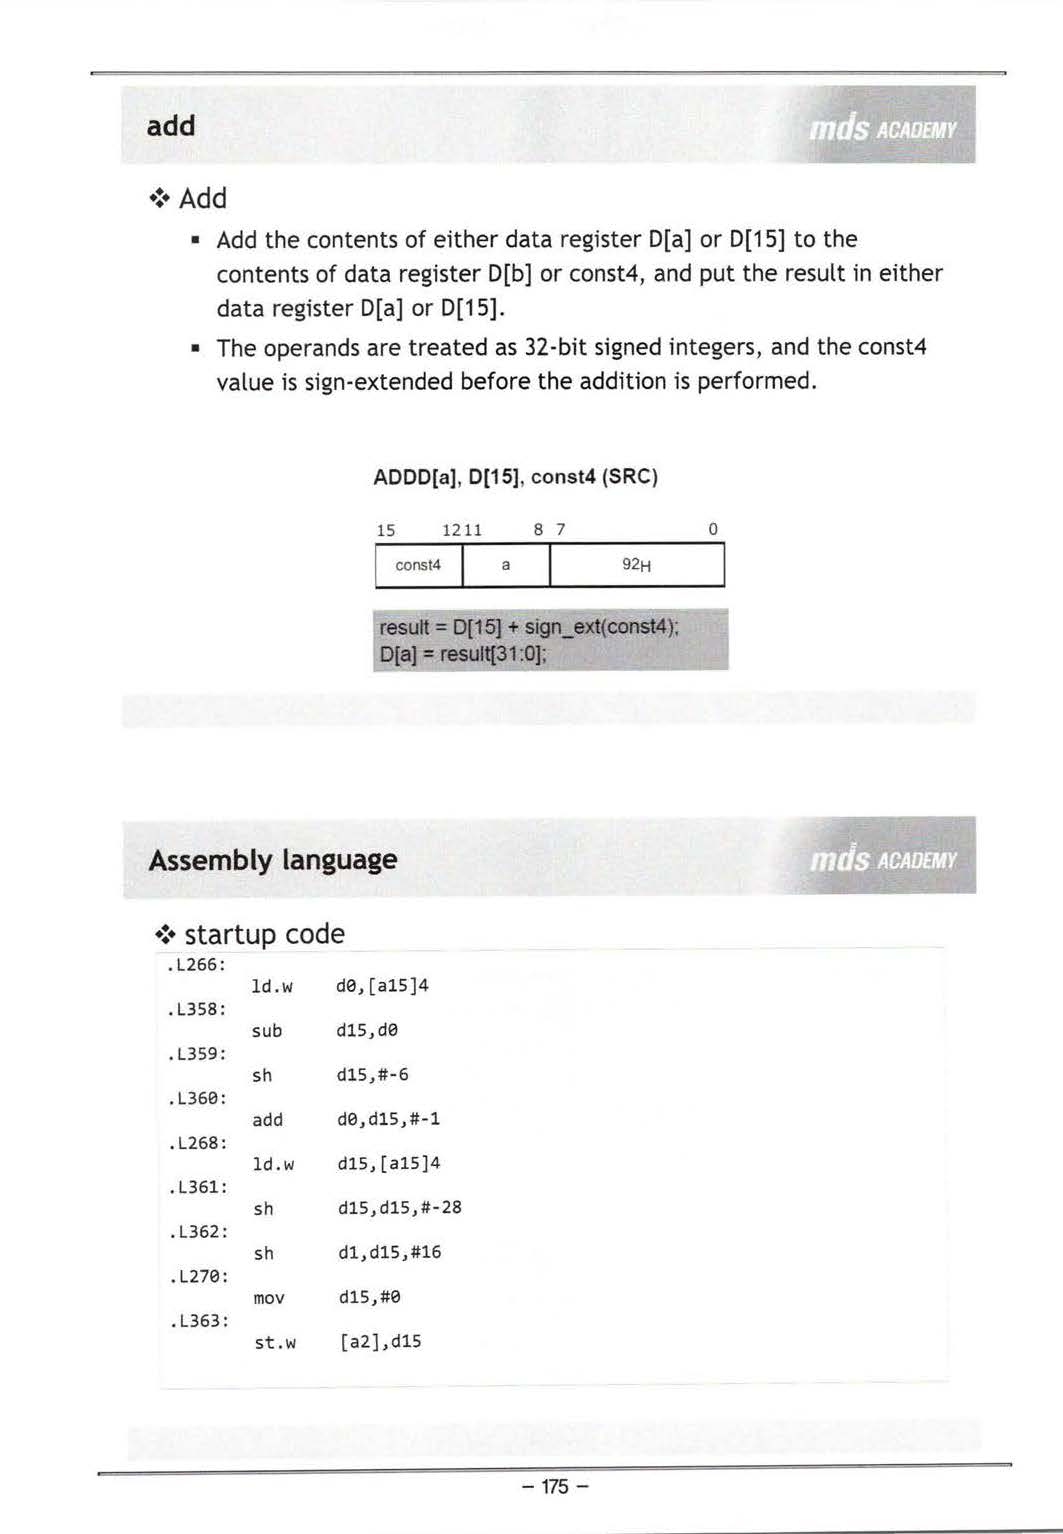 add
mds ACADEMY
❖ Add
▪ Add the contents of either data register D[a] or D[15] to the
contents of data register D[b] or const4, and put the result in either
data register D[a] or D[15].
▪ The operands are treated as 32-bit signed integers, and the const4
value is sign-extended before the addition is performed.
ADDD[a], D[15], const4 (SRC)
15 12 11 8 7 0
const4 a 92H
result = D[15] + sign_ext(const4);
D[a] = result[31:0];
Assembly language
mds ACADEMY
❖ startup code
.L266:
ld.w d0,[a15]4
.L358:
sub d15,d0
.L359:
sh d15,#-6
.L360:
add d0,d15,#-1
.L268:
ld.w d15,[a15]4
.L361:
sh d15,d15,#-28
.L362:
sh d1,d15,#16
.L270:
mov d15,#0
.L363:
st.w [a2],d15
– 175 –